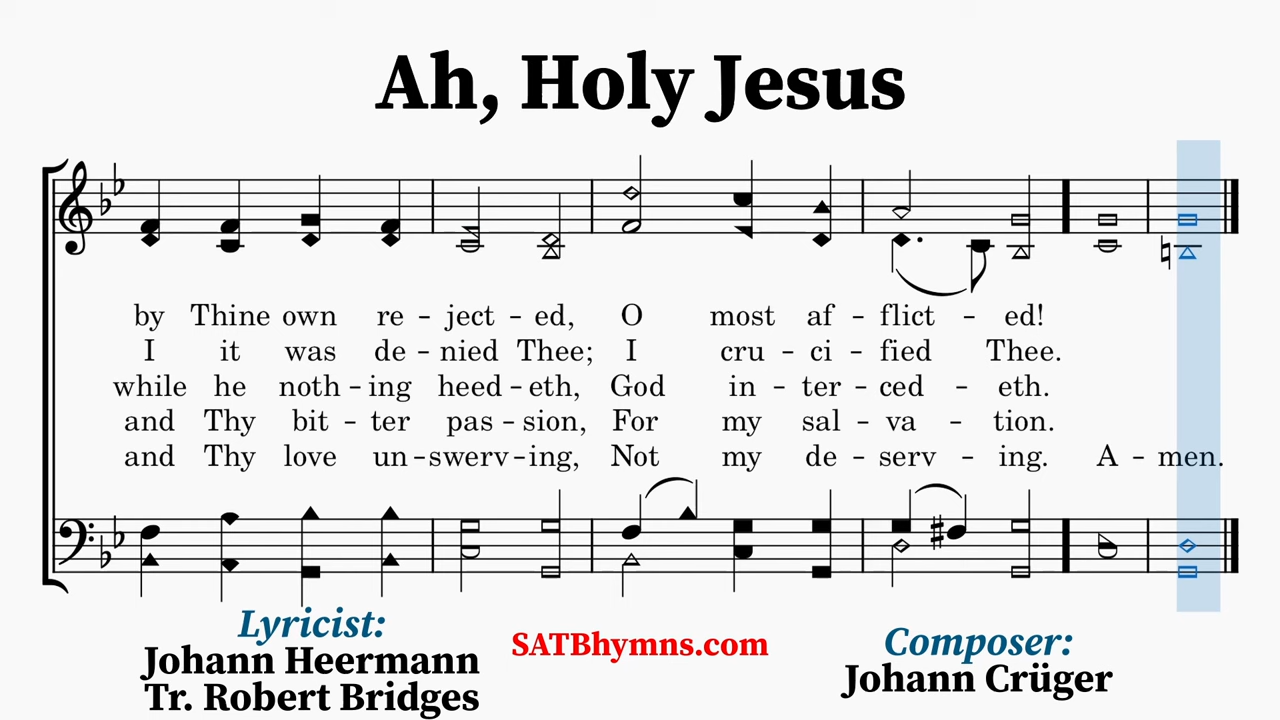 Ah, Holy Jesus
by Thine own re - ject - ed, O most af - flict - ed!
I it was de - nied Thee; I cru - ci - fied Thee.
while he noth - ing heed - eth, God in - ter - ced - eth.
and Thy bit - ter pas - sion, For my sal - va - tion.
and Thy love un - swerv - ing, Not my de - serv - ing. A - men.
Lyricist:
Johann Heermann
Tr. Robert Bridges
SATBhymns.com
Composer:
Johann Crüger